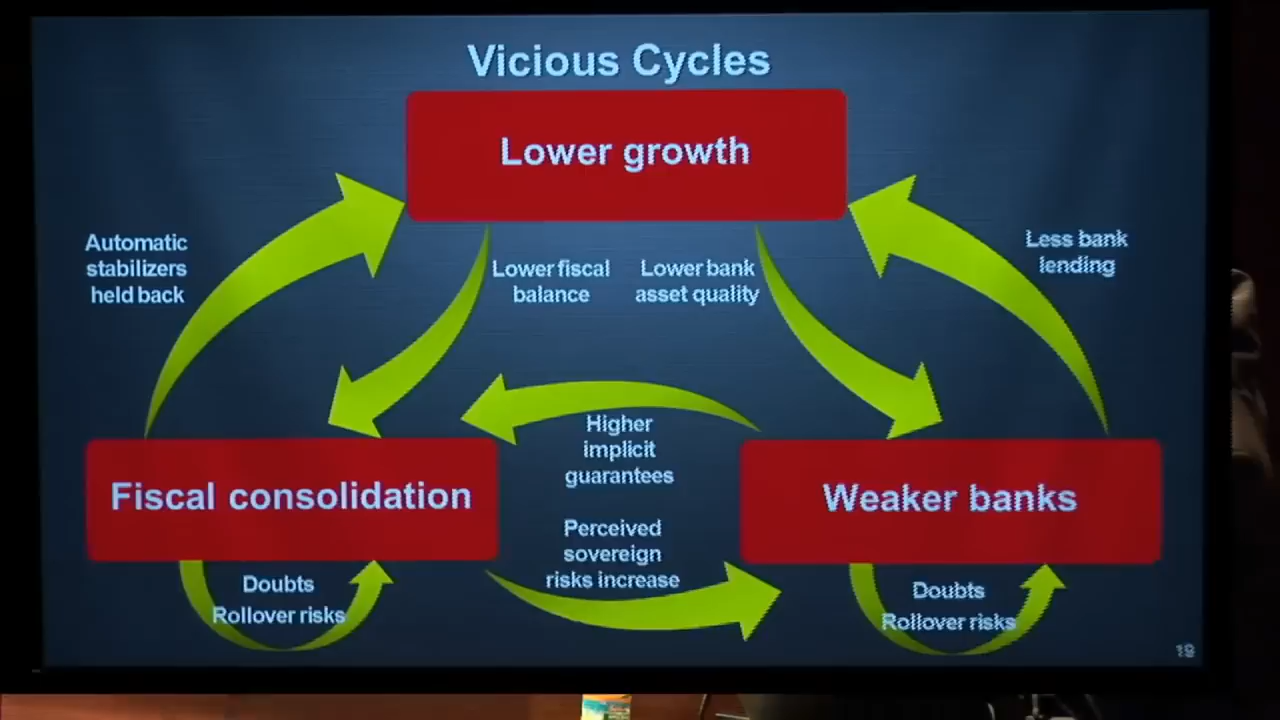 Vicious Cycles
Lower growth
Automatic
stabilizers
held back
Lower fiscal
balance
Lower bank
asset quality
Less bank
lending
Higher
implicit
guarantees
Fiscal consolidation
Weaker banks
Perceived
sovereign
risks increase
Doubts
Rollover risks
Doubts
Rollover risks
19